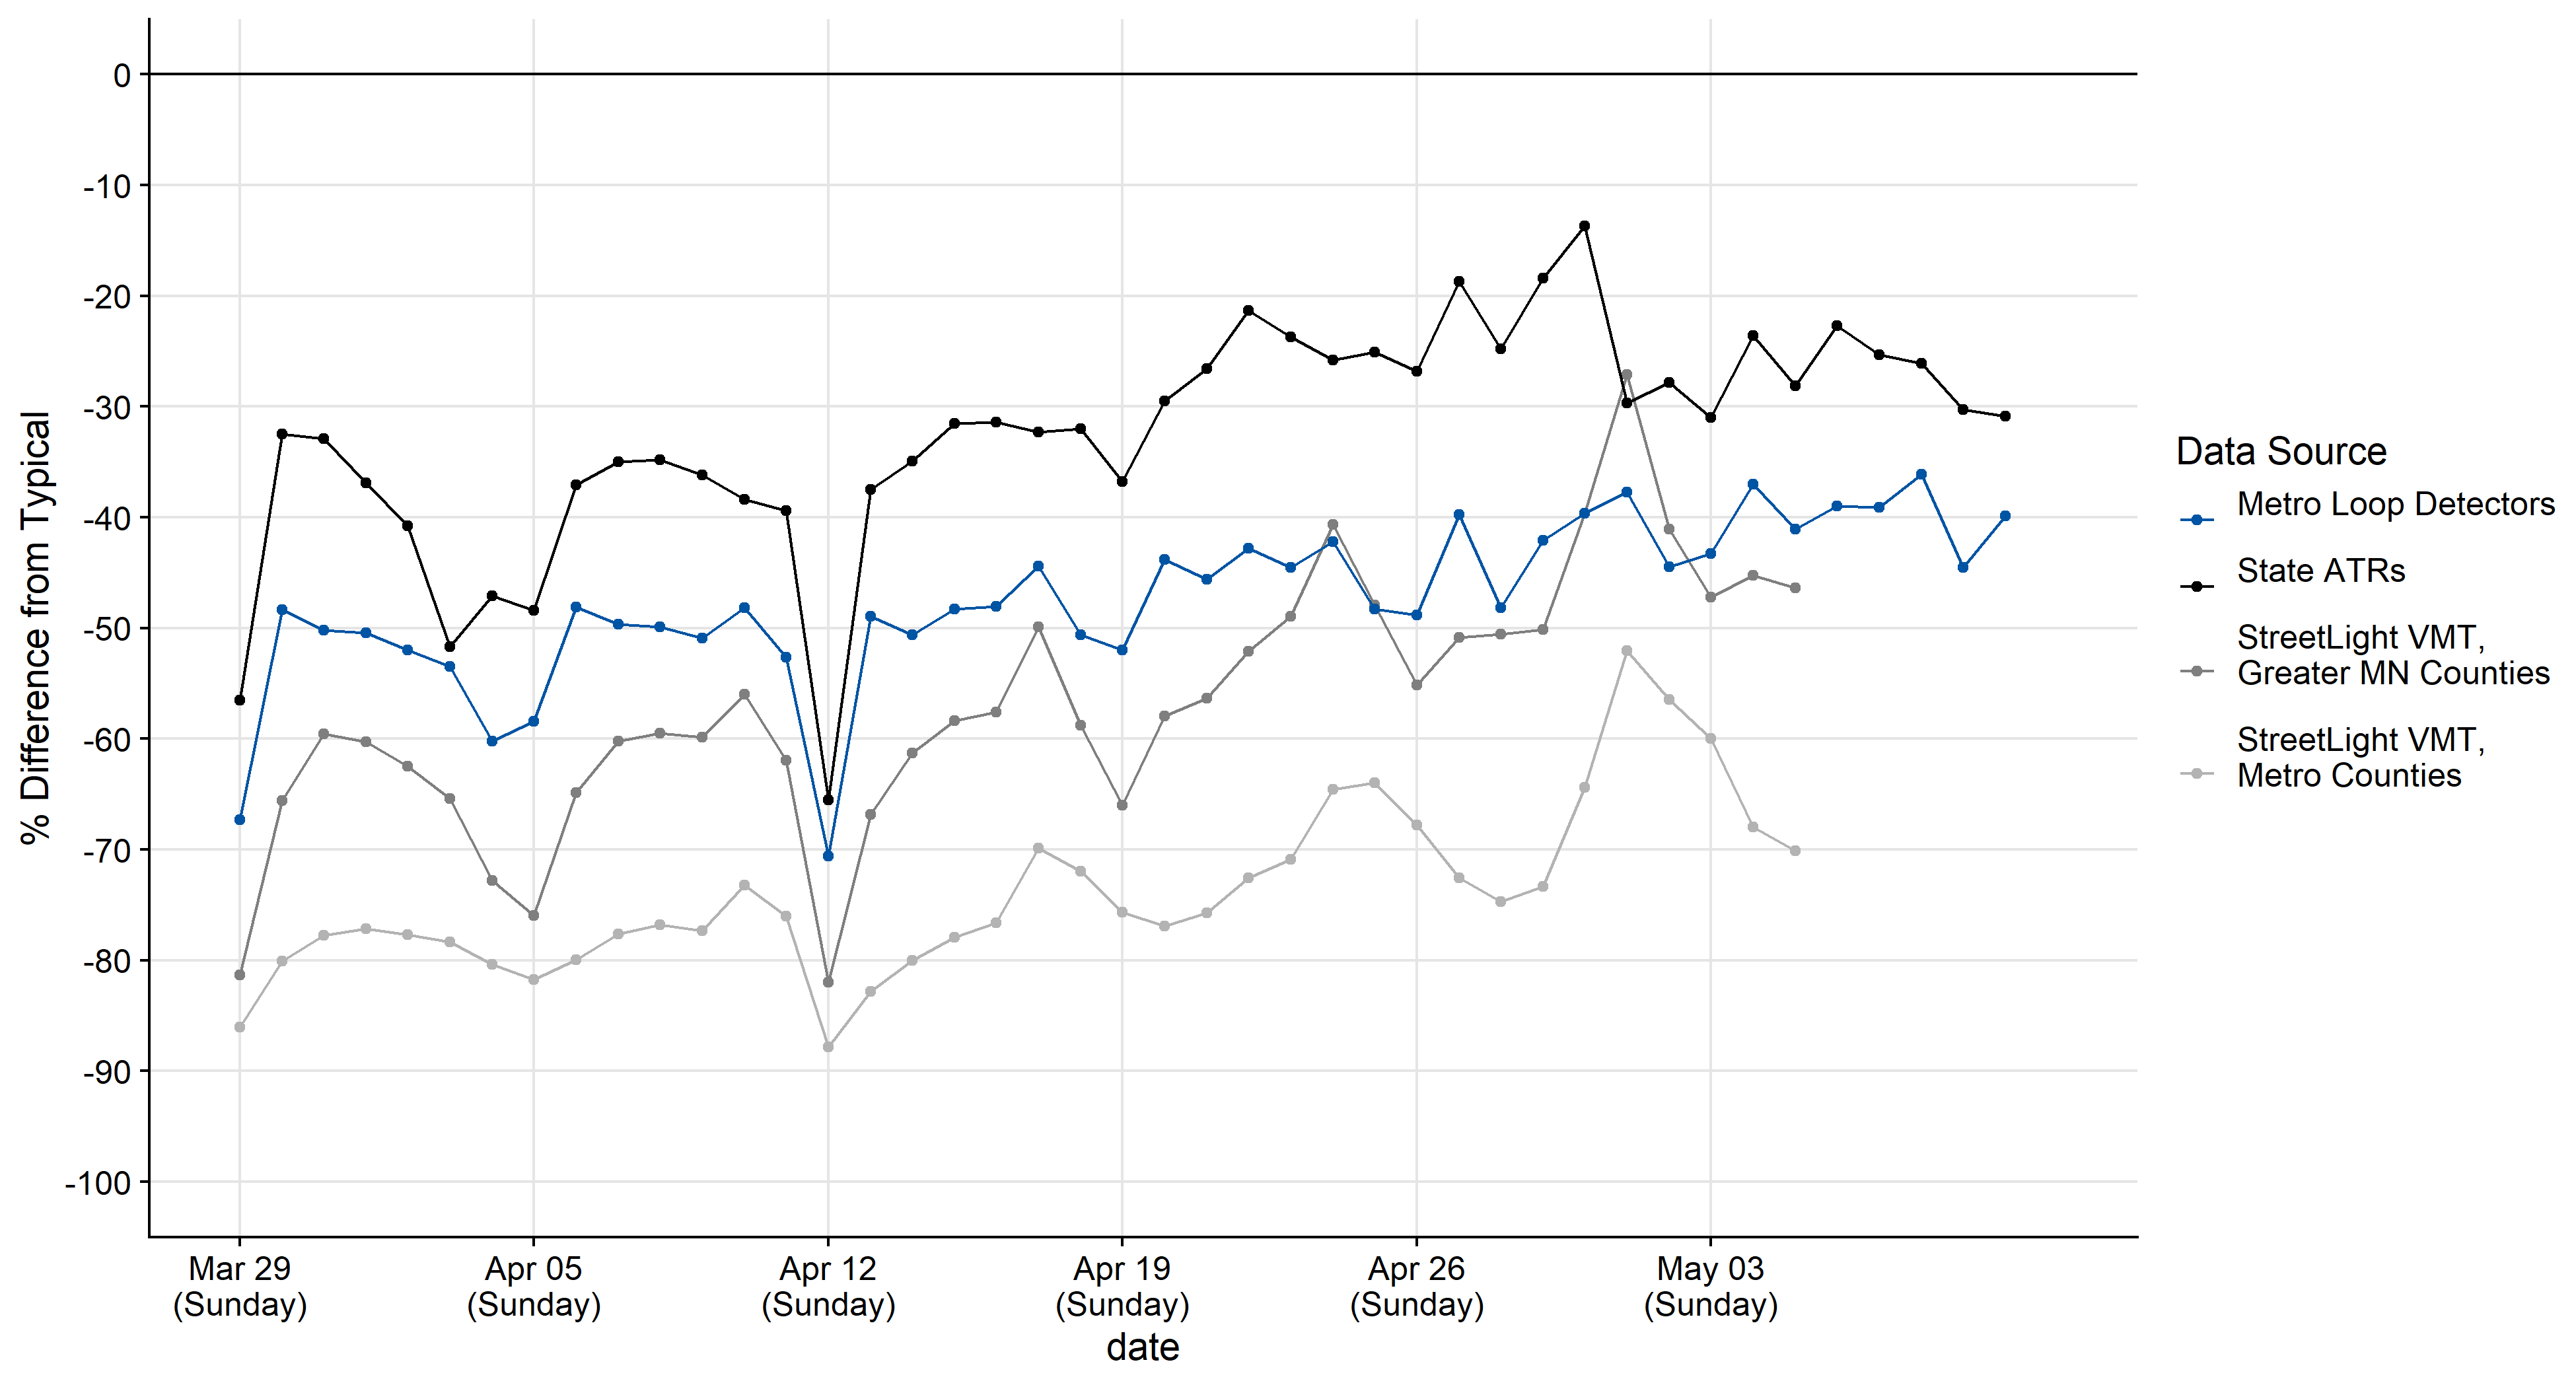 % Difference from Typical
0
-10
-20
-30
-40
-50
-60
-70
-80
-90
-100
Mar 29
(Sunday)
Apr 05
(Sunday)
Apr 12
(Sunday)
Apr 19
(Sunday)
Apr 26
(Sunday)
May 03
(Sunday)
date
Data Source
Metro Loop Detectors
State ATRs
StreetLight VMT,
Greater MN Counties
StreetLight VMT,
Metro Counties